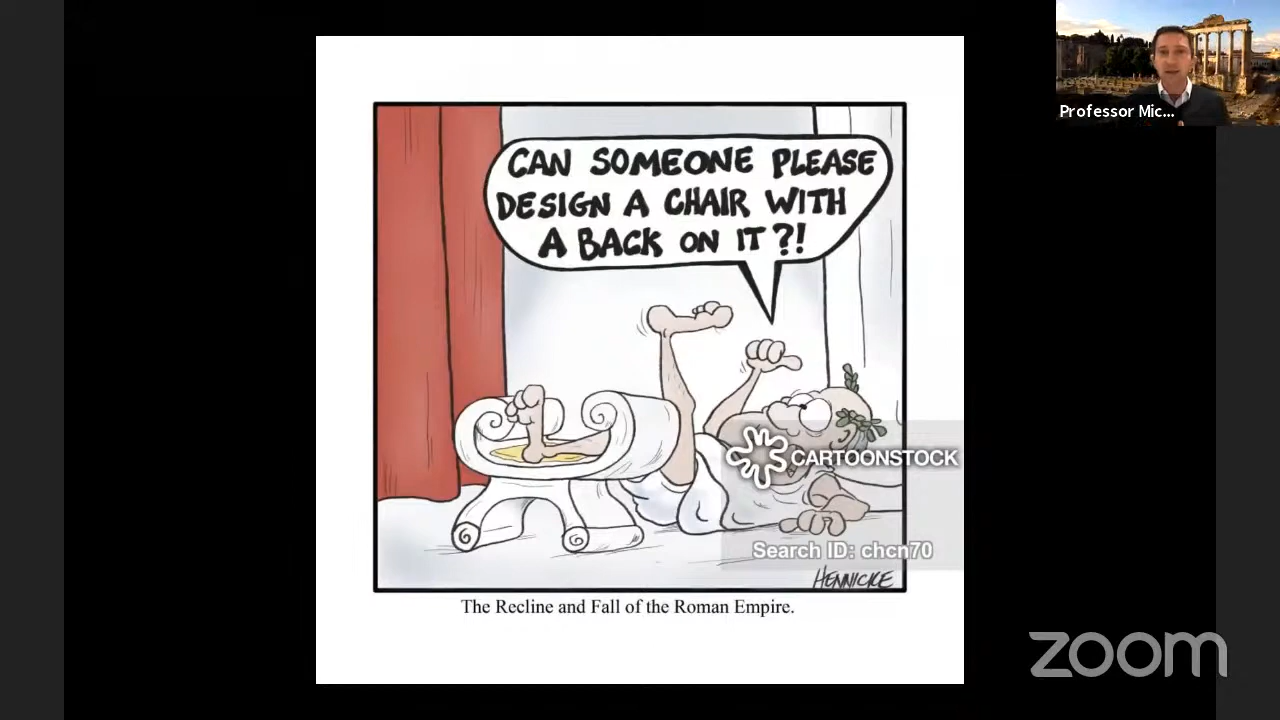 Professor Mic...
CAN SOMEONE PLEASE
DESIGN A CHAIR WITH
A BACK ON IT?!
CARTOONSTOCK
Search ID: chcn70
HENNICKE
The Recline and Fall of the Roman Empire.
zoom